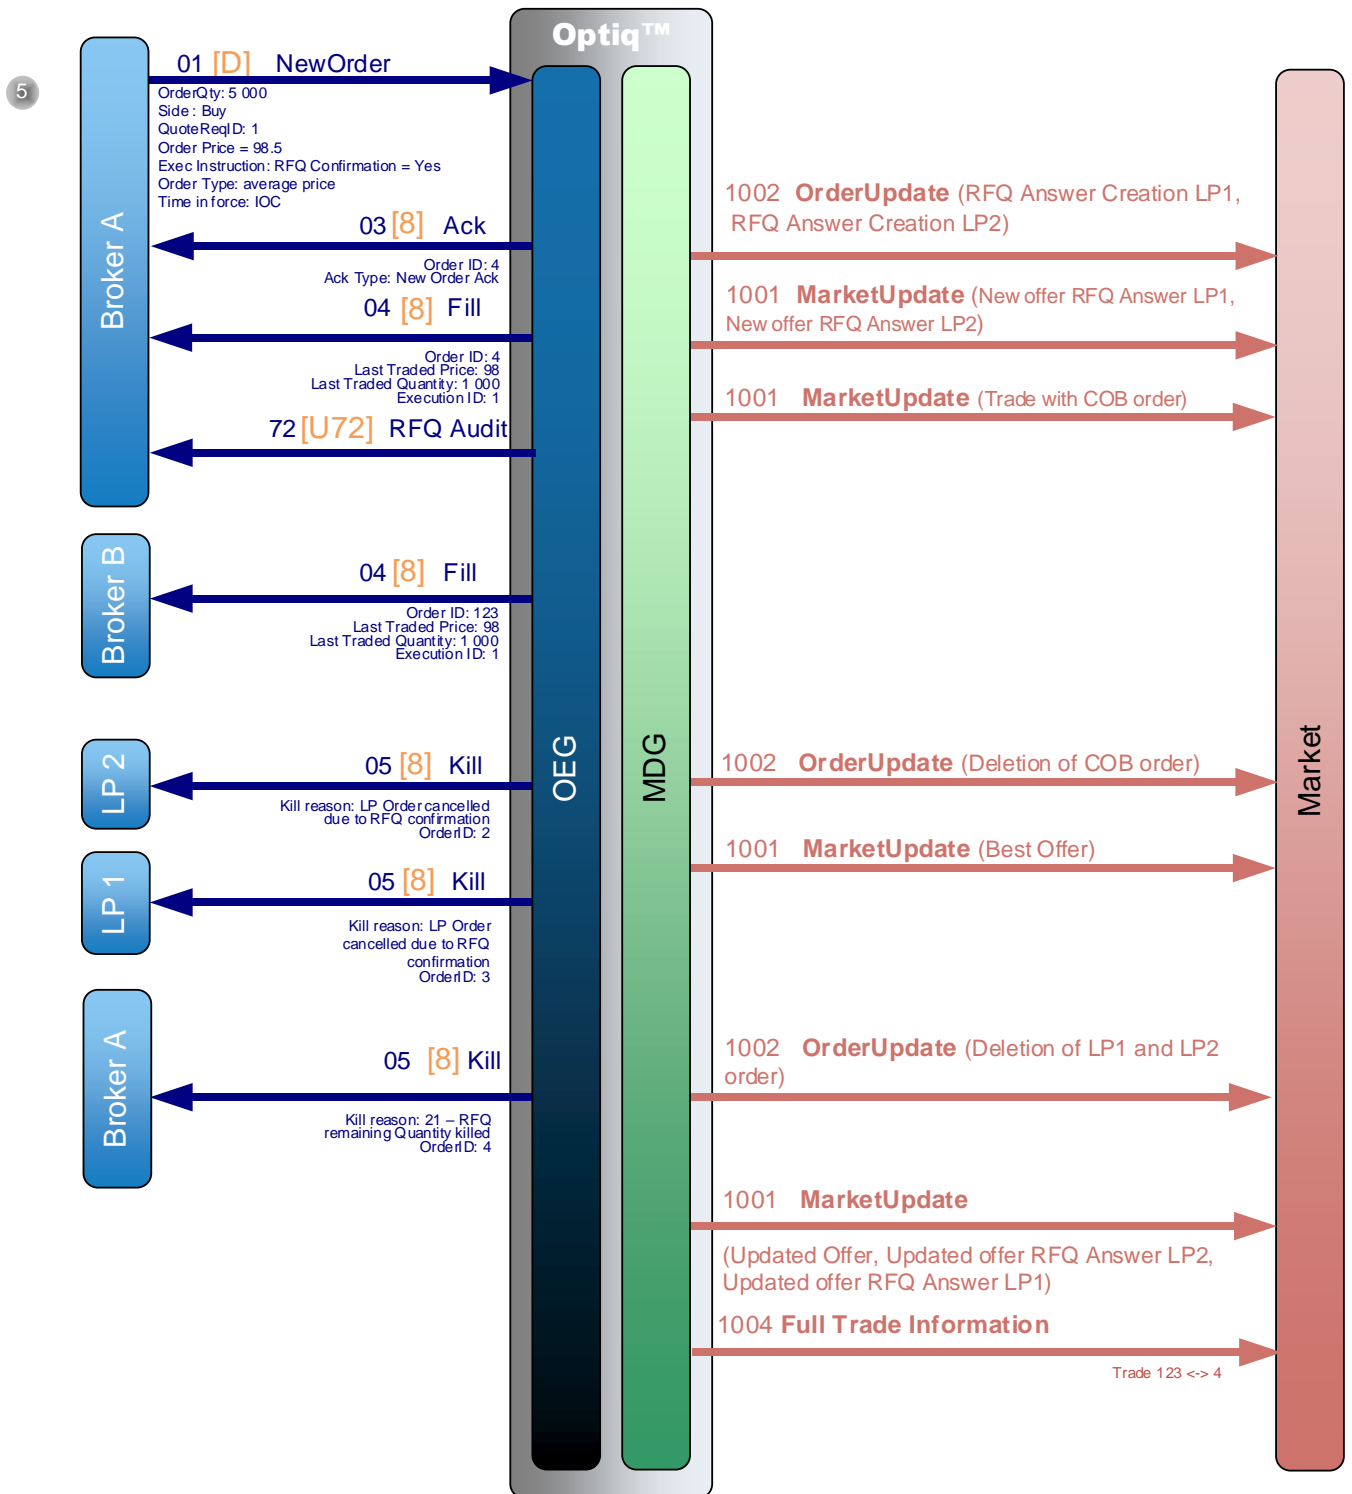 Optiq™
5
01 [D] NewOrder
OrderQty: 5 000
Side : Buy
QuoteReqID: 1
Order Price = 98.5
Exec Instruction: RFQ Confirmation = Yes
Order Type: average price
Time in force: IOC
03 [8] Ack
Order ID: 4
Ack Type: New Order Ack
04 [8] Fill
Order ID: 4
Last Traded Price: 98
Last Traded Quantity: 1 000
Execution ID: 1
72 [U72] RFQ Audit
Broker A
04 [8] Fill
Order ID: 123
Last Traded Price: 98
Last Traded Quantity: 1 000
Execution ID: 1
Broker B
05 [8] Kill
Kill reason: LP Order cancelled
due to RFQ confirmation
OrderID: 2
LP 2
05 [8] Kill
Kill reason: LP Order
cancelled due to RFQ
confirmation
OrderID: 3
LP 1
05 [8] Kill
Kill reason: 21 – RFQ
remaining Quantity killed
OrderID: 4
Broker A
OEG
MDG
1002 OrderUpdate (RFQ Answer Creation LP1,
RFQ Answer Creation LP2)
1001 MarketUpdate (New offer RFQ Answer LP1,
New offer RFQ Answer LP2)
1001 MarketUpdate (Trade with COB order)
1002 OrderUpdate (Deletion of COB order)
1001 MarketUpdate (Best Offer)
1002 OrderUpdate (Deletion of LP1 and LP2
order)
1001 MarketUpdate
(Updated Offer, Updated offer RFQ Answer LP2,
Updated offer RFQ Answer LP1)
1004 Full Trade Information
Trade 123 <-> 4
Market